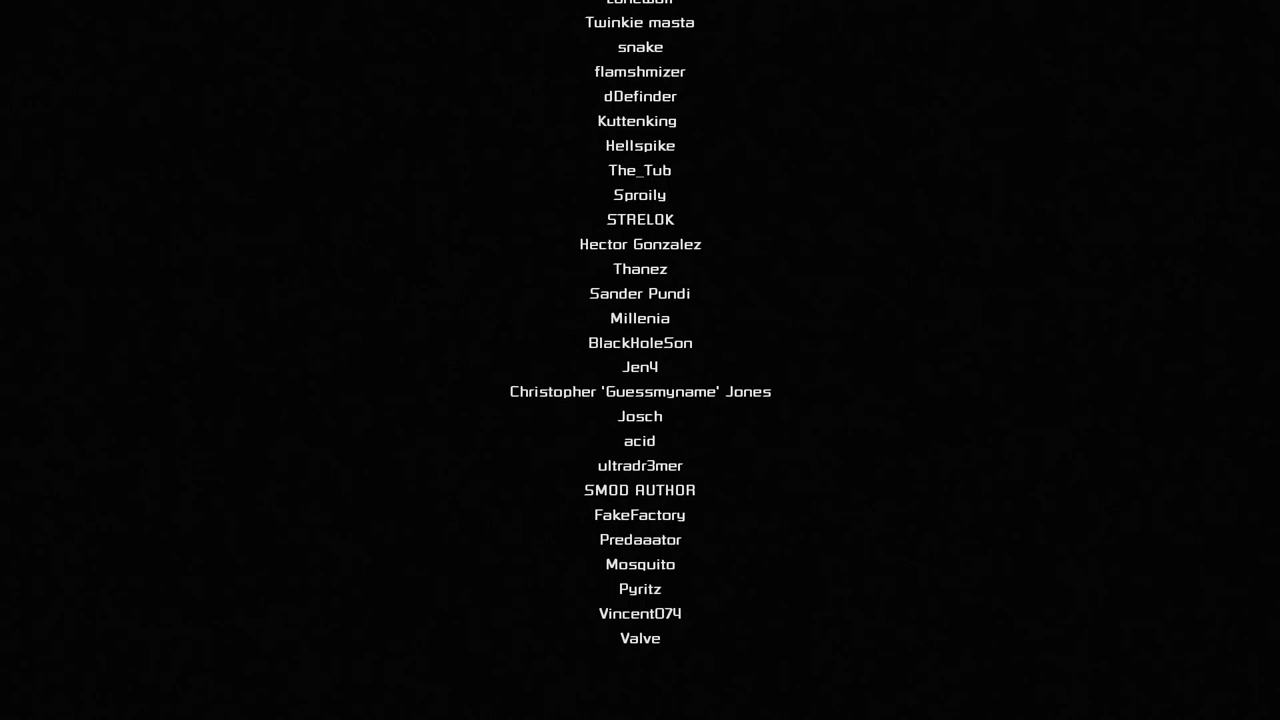 Twinkie masta
snake
flamshmizer
dDefinder
Kuttenking
Hellspike
The_Tub
Sproily
STRELOK
Hector Gonzalez
Thanez
Sander Pundi
Millenia
BlackHoleSon
Jen4
Christopher 'Guessmyname' Jones
Josch
acid
ultradr3mer
SMOD AUTHOR
FakeFactory
Predaaator
Mosquito
Pyritz
Vincent074
Valve